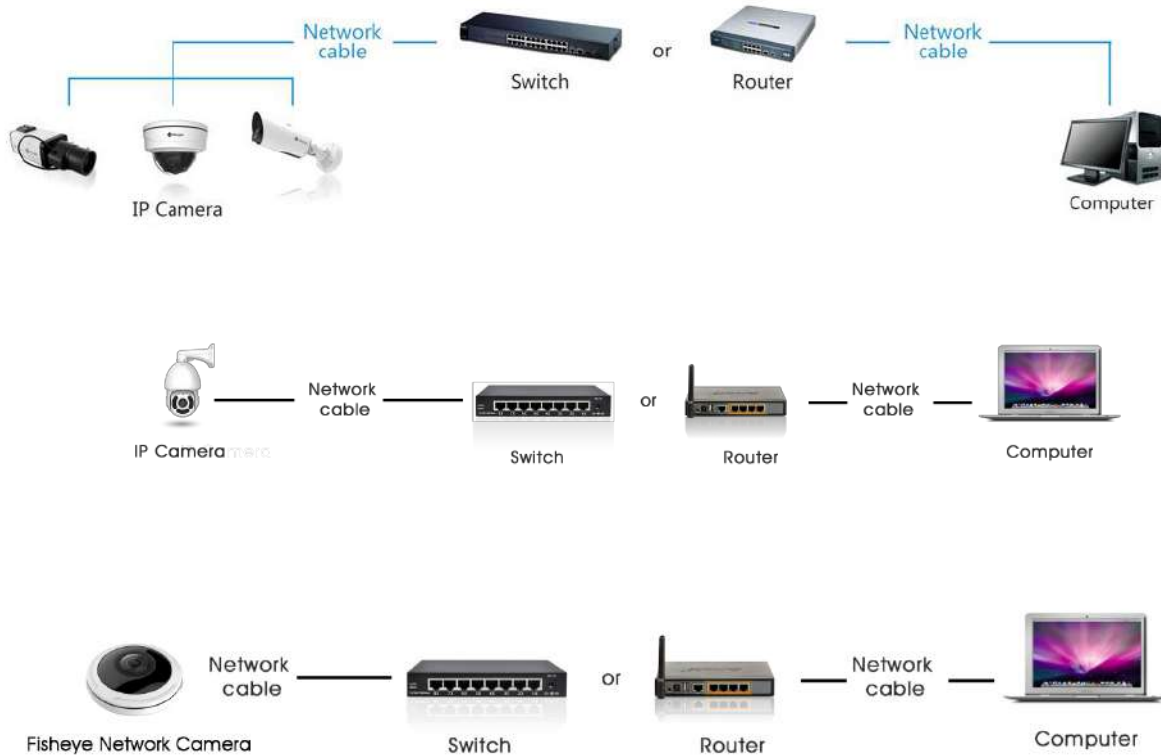 Network
cable
or
Network
cable
Switch
Router
IP Camera
Computer
Network
cable
or
Network
cable
IP Camera
Switch
Router
Computer
Network
cable
or
Network
cable
Fisheye Network Camera
Switch
Router
Computer